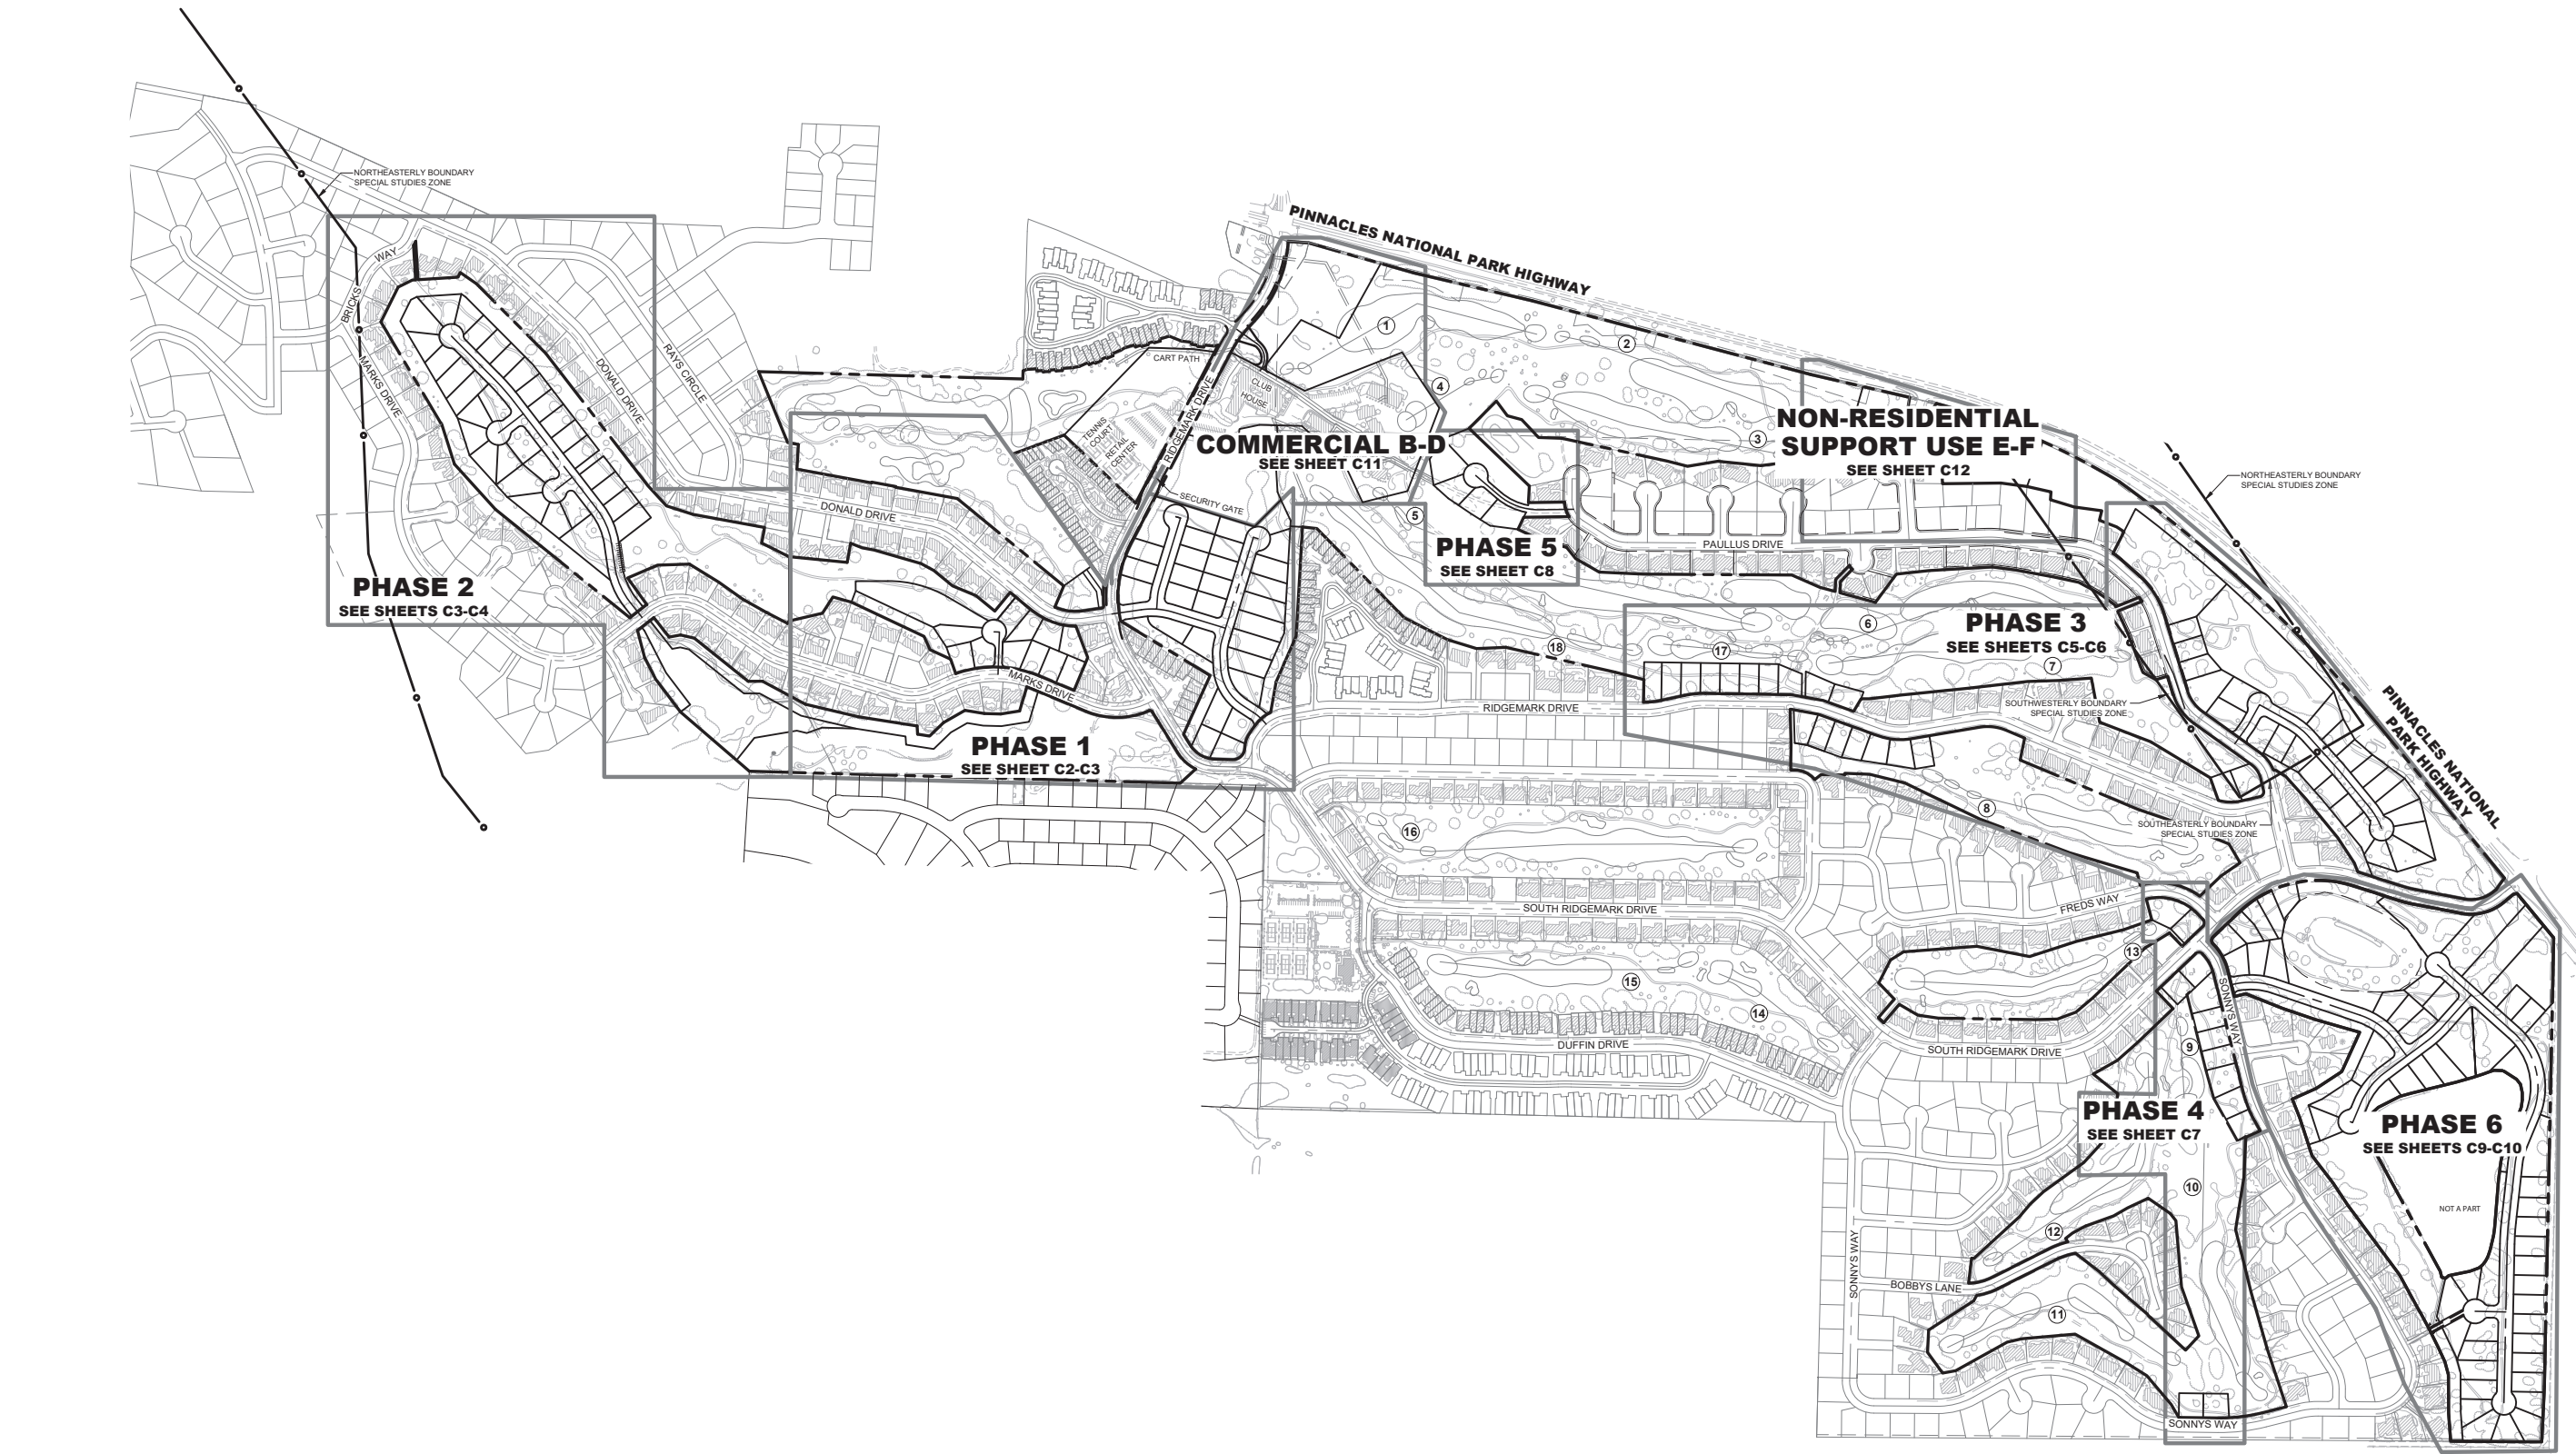 NORTHEASTERLY BOUNDARY
SPECIAL STUDIES ZONE
PINNACLES NATIONAL PARK HIGHWAY
BRICKS WAY
MARKS DRIVE
DONALD DRIVE
RAYS CIRCLE
CART PATH
RIDGEMARK DRIVE
CLUB
HOUSE
TENNIS
COURT
RETAIL
CENTER
1
2
3
4
COMMERCIAL B-D
SEE SHEET C11
NON-RESIDENTIAL
SUPPORT USE E-F
SEE SHEET C12
NORTHEASTERLY BOUNDARY
SPECIAL STUDIES ZONE
SECURITY GATE
DONALD DRIVE
5
PHASE 5
SEE SHEET C8
PAULLUS DRIVE
PHASE 2
SEE SHEETS C3-C4
PHASE 3
SEE SHEETS C5-C6
6
7
17
18
MARKS DRIVE
RIDGEMARK DRIVE
SOUTHWESTERLY BOUNDARY
SPECIAL STUDIES ZONE
PINNACLES NATIONAL
PARK HIGHWAY
PHASE 1
SEE SHEET C2-C3
8
SOUTHEASTERLY BOUNDARY
SPECIAL STUDIES ZONE
16
SOUTH RIDGEMARK DRIVE
FREDS WAY
13
15
14
SONNYS WAY
DUFFIN DRIVE
SOUTH RIDGEMARK DRIVE
9
PHASE 4
SEE SHEET C7
PHASE 6
SEE SHEETS C9-C10
10
NOT A PART
12
SONNYS WAY
BOBBYS LANE
11
SONNYS WAY